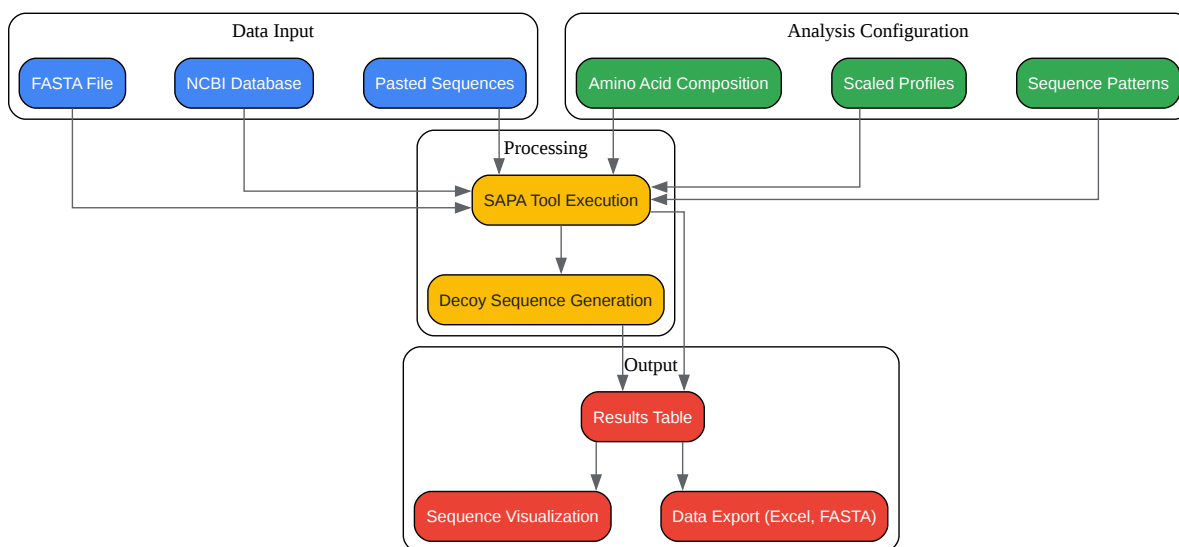 Data Input
Analysis Configuration
FASTA File
NCBI Database
Pasted Sequences
Amino Acid Composition
Scaled Profiles
Sequence Patterns
Processing
SAPA Tool Execution
Decoy Sequence Generation
Output
Results Table
Sequence Visualization
Data Export (Excel, FASTA)